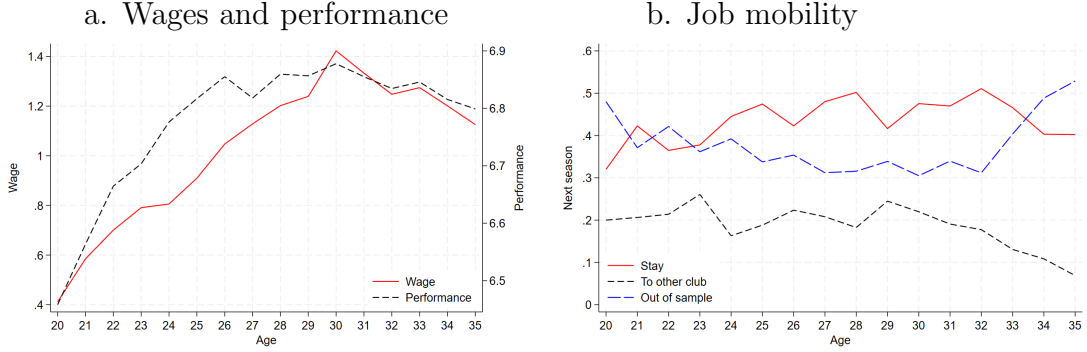 a. Wages and performance
1.4
1.2
1
.8
.6
.4
Wage
6.9
6.8
6.7
6.6
6.5
Performance
Wage
Performance
20 21 22 23 24 25 26 27 28 29 30 31 32 33 34 35
Age
b. Job mobility
.6
.5
.4
.3
.2
.1
0
Next season
Stay
To other club
Out of sample
20 21 22 23 24 25 26 27 28 29 30 31 32 33 34 35
Age